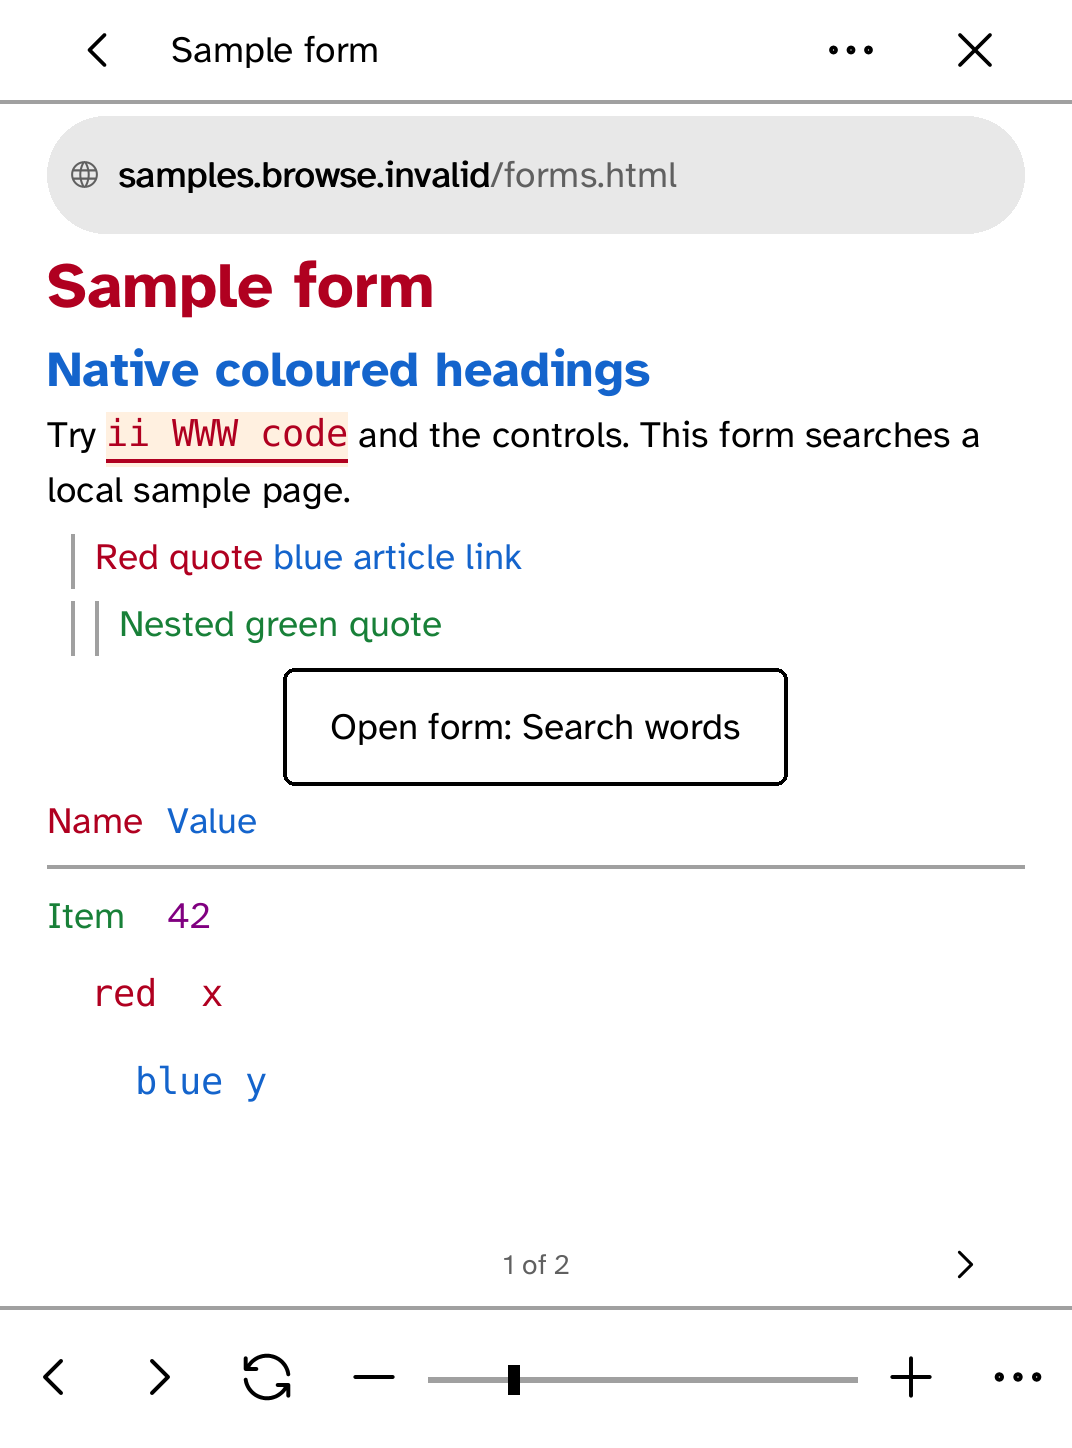 Sample form
samples.browse.invalid/forms.html
Sample form
Native coloured headings
Try ii WWW code and the controls. This form searches a
local sample page.
Red quote blue article link
Nested green quote
Open form: Search words
Name Value
Item 42
red  x
blue y
1 of 2